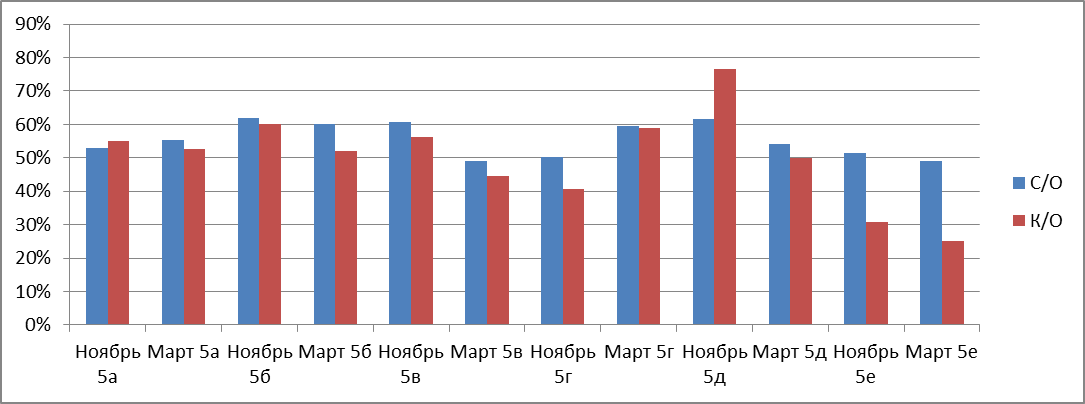 90%
80%
70%
60%
50%
40%
30%
20%
10%
0%
Ноябрь 5а
Март 5а
Ноябрь 5б
Март 5б
Ноябрь 5в
Март 5в
Ноябрь 5г
Март 5г
Ноябрь 5д
Март 5д
Ноябрь 5е
Март 5е
С/О
К/О